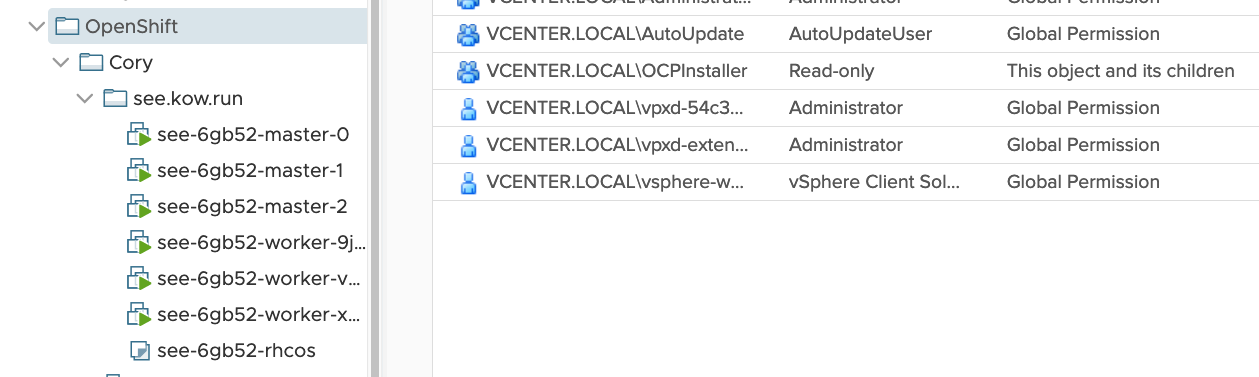 OpenShift
Cory
see.kow.run
see-6gb52-master-0
see-6gb52-master-1
see-6gb52-master-2
see-6gb52-worker-9j...
see-6gb52-worker-v...
see-6gb52-worker-x...
see-6gb52-rhcos
VCENTER.LOCAL\Administrat... Administrator Global Permission
VCENTER.LOCAL\AutoUpdate AutoUpdateUser Global Permission
VCENTER.LOCAL\OCPInstaller Read-only This object and its children
VCENTER.LOCAL\vpxd-54c3... Administrator Global Permission
VCENTER.LOCAL\vpxd-exten... Administrator Global Permission
VCENTER.LOCAL\vsphere-w... vSphere Client Sol... Global Permission